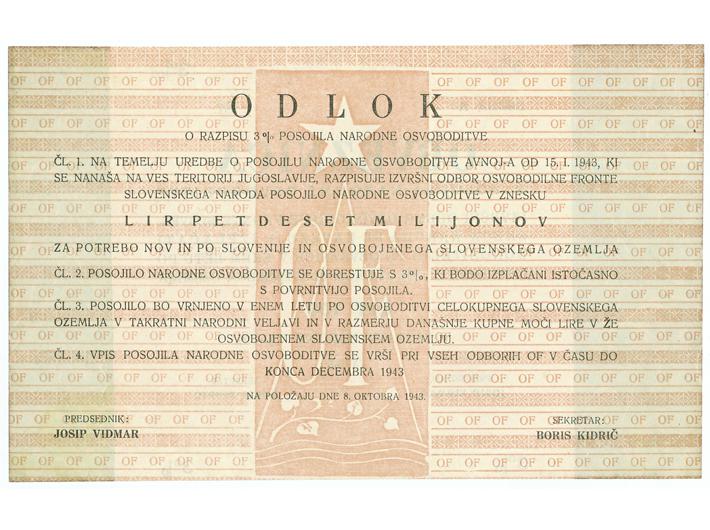 ODLOK
O RAZPISU 3% POSOJILA NARODNE OSVOBODITVE
ČL. 1. NA TEMELJU UREDBE O POSOJILU NARODNE OSVOBODITVE AVNOJ-A OD 15. I. 1943, KI
SE NANAŠA NA VES TERITORIJ JUGOSLAVIJE, RAZPISUJE IZVRŠNI ODBOR OSVOBODILNE FRONTE
SLOVENSKEGA NARODA POSOJILO NARODNE OSVOBODITVE V ZNESKU
LIR PETDESET MILIJONOV
ZA POTREBO NOV IN PO SLOVENIJE IN OSVOBOJENEGA SLOVENSKEGA OZEMLJA
ČL. 2. POSOJILO NARODNE OSVOBODITVE SE OBRESTUJE S 3%, KI BODO IZPLAČANI ISTOČASNO
S POVRNITVIJO POSOJILA.
ČL. 3. POSOJILO BO VRNJENO V ENEM LETU PO OSVOBODITVI CELOKUPNEGA SLOVENSKEGA
OZEMLJA V TAKRATNI NARODNI VELJAVI IN V RAZMERJU DANAŠNJE KUPNE MOČI LIRE V ŽE
OSVOBOJENEM SLOVENSKEM OZEMLJU.
ČL. 4. VPIS POSOJILA NARODNE OSVOBODITVE SE VRŠI PRI VSEH ODBORIH OF V ČASU DO
KONCA DECEMBRA 1943
NA POLOŽAJU DNE 8. OKTOBRA 1943.
PREDSEDNIK:
JOSIP VIDMAR
SEKRETAR:
BORIS KIDRIČ
OF